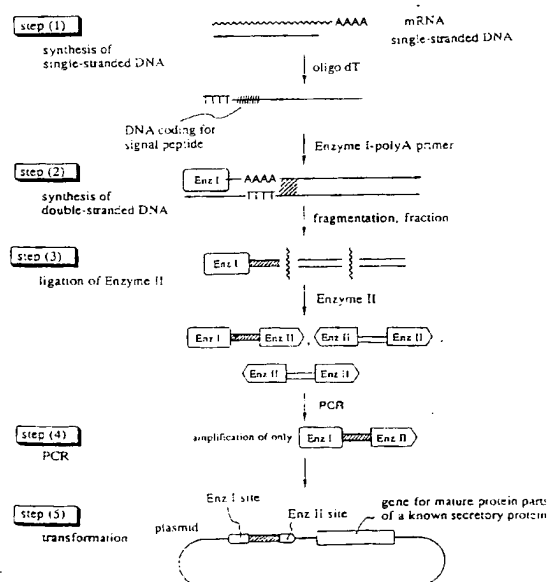 step (1)
synthesis of
single-stranded DNA
AAAA
mRNA
single-stranded DNA
oligo dT
TTTT
DNA coding for
signal peptide
Enzyme I-polyA primer
step (2)
synthesis of
double-stranded DNA
Enz I
AAAA
TTTT
fragmentation, fraction
step (3)
ligation of Enzyme II
Enz I
Enzyme II
Enz I Enz II , Enz II Enz II ,
Enz II Enz II
PCR
step (4)
PCR
amplification of only Enz I Enz II
step (5)
transformation
Enz I site
plasmid
Enz II site
gene for mature protein parts
of a known secretory protein